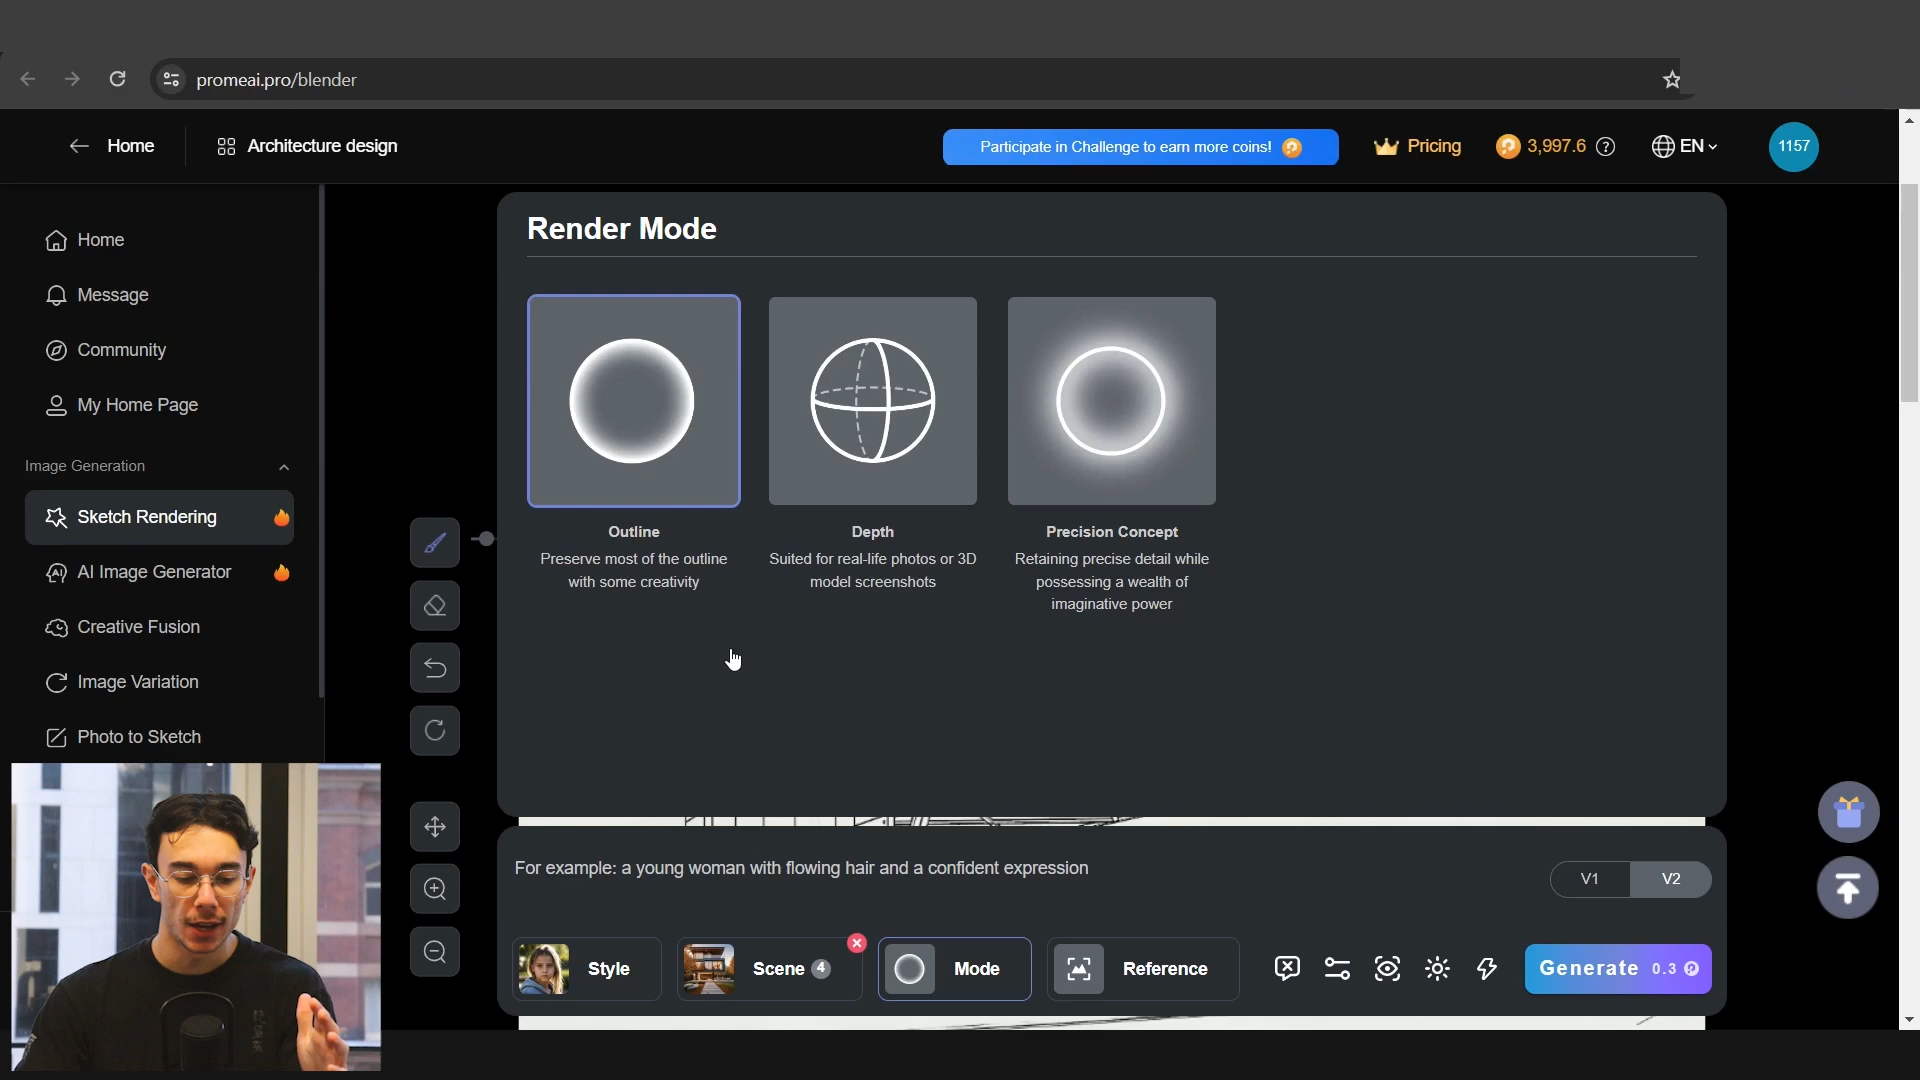 promeai.pro/blender
Home
Architecture design
Participate in Challenge to earn more coins!
Pricing
3,997.6
EN
1157
Home
Message
Community
My Home Page
Image Generation
Sketch Rendering
AI Image Generator
Creative Fusion
Image Variation
Photo to Sketch
Render Mode
Outline
Preserve most of the outline
with some creativity
Depth
Suited for real-life photos or 3D
model screenshots
Precision Concept
Retaining precise detail while
possessing a wealth of
imaginative power
For example: a young woman with flowing hair and a confident expression
V1
V2
Style
Scene 4
Mode
Reference
Generate 0.3